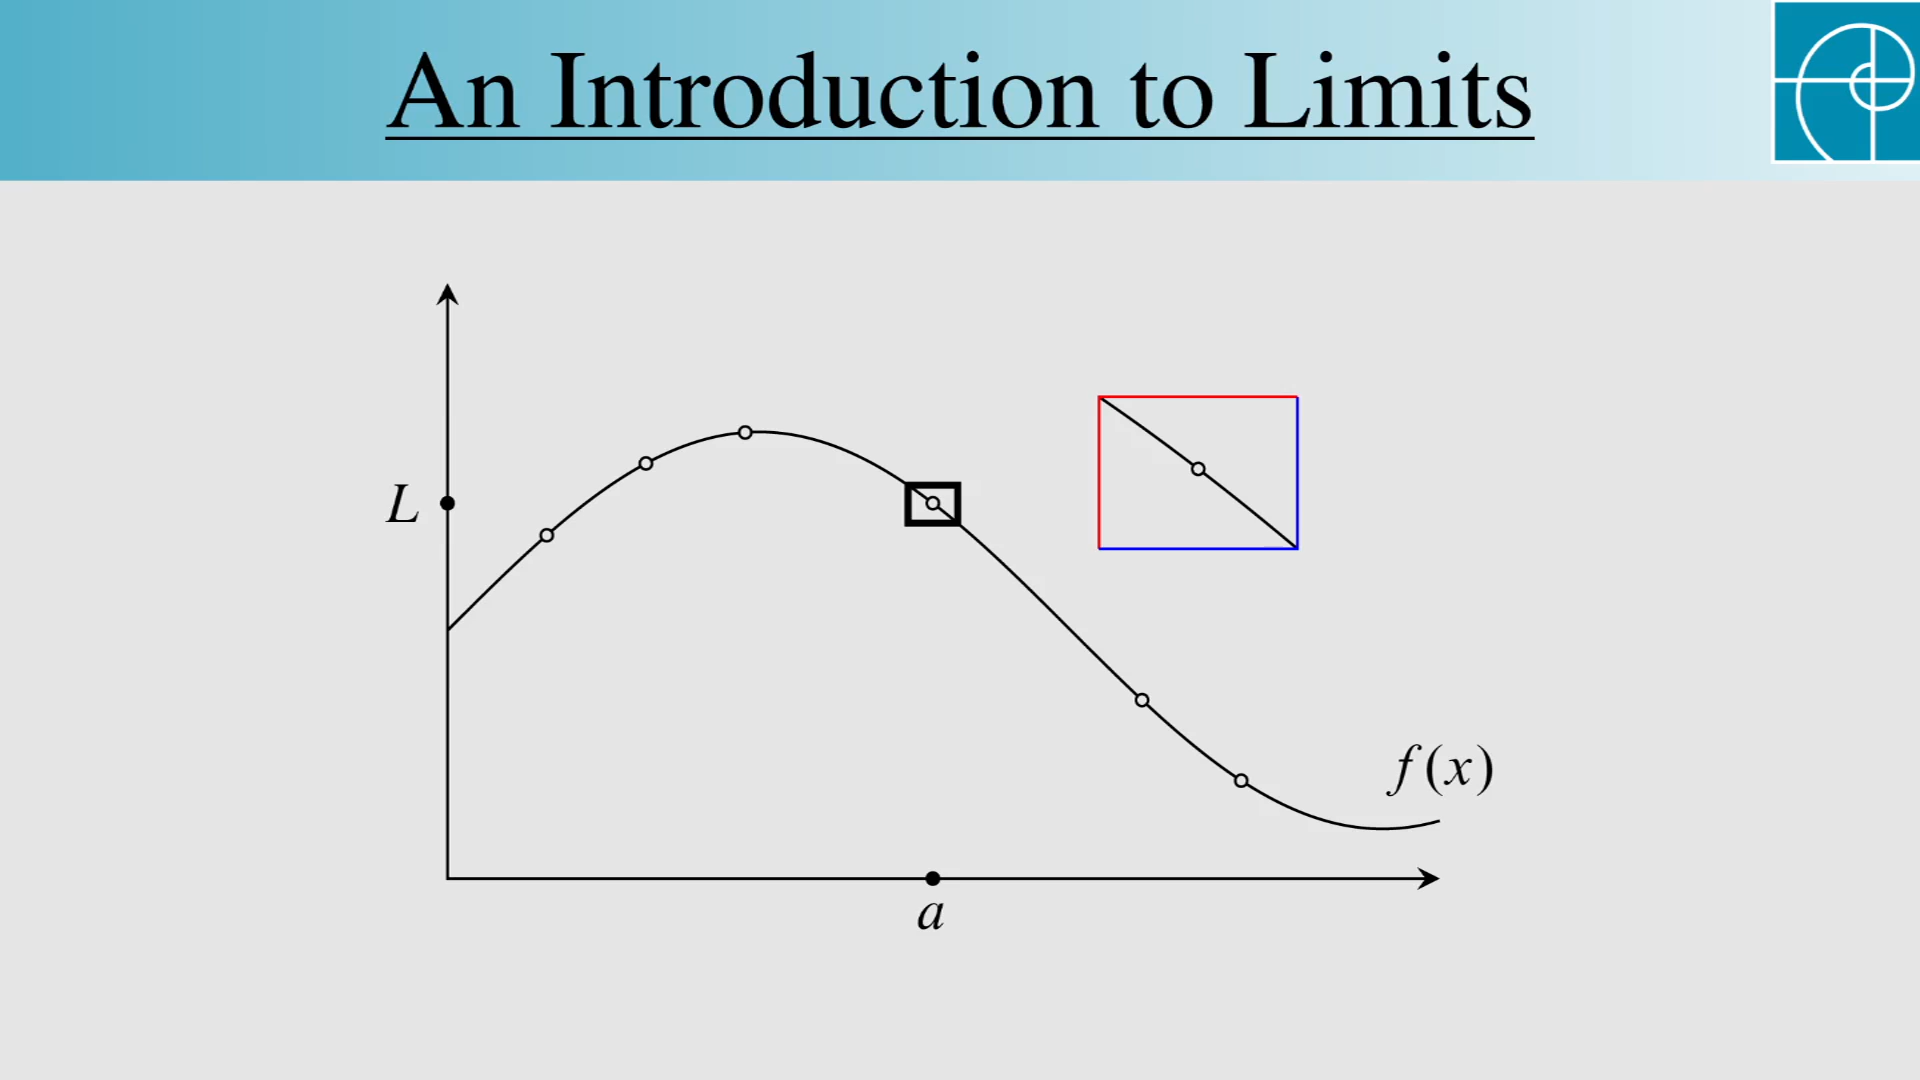 An Introduction to Limits
L
f(x)
a